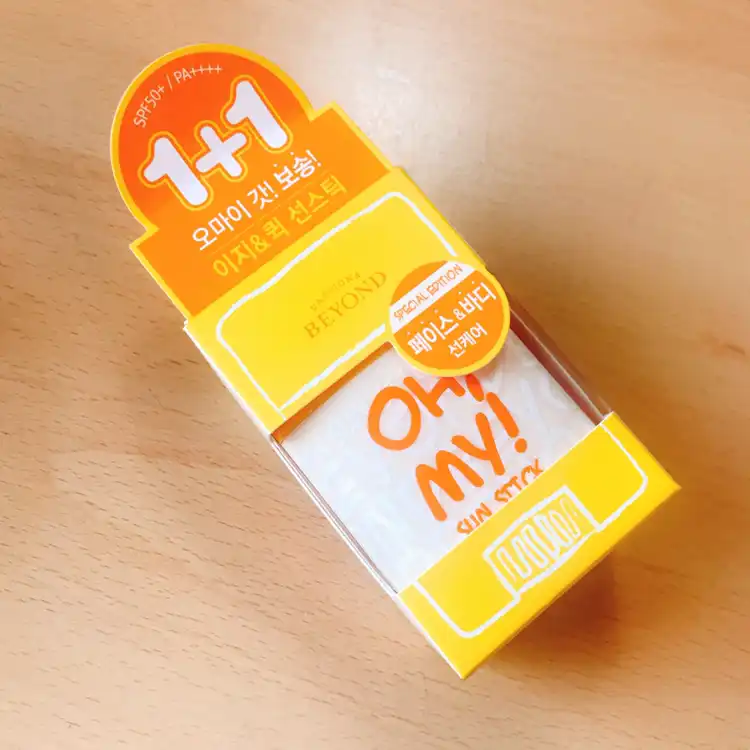 SPF50+ / PA++++
1+1
오마이 갓! 보송!
이지&퀵 선스틱
BEYOND
SPECIAL EDITION
페이스&바디
선케어
OH!
MY!
SUN STICK